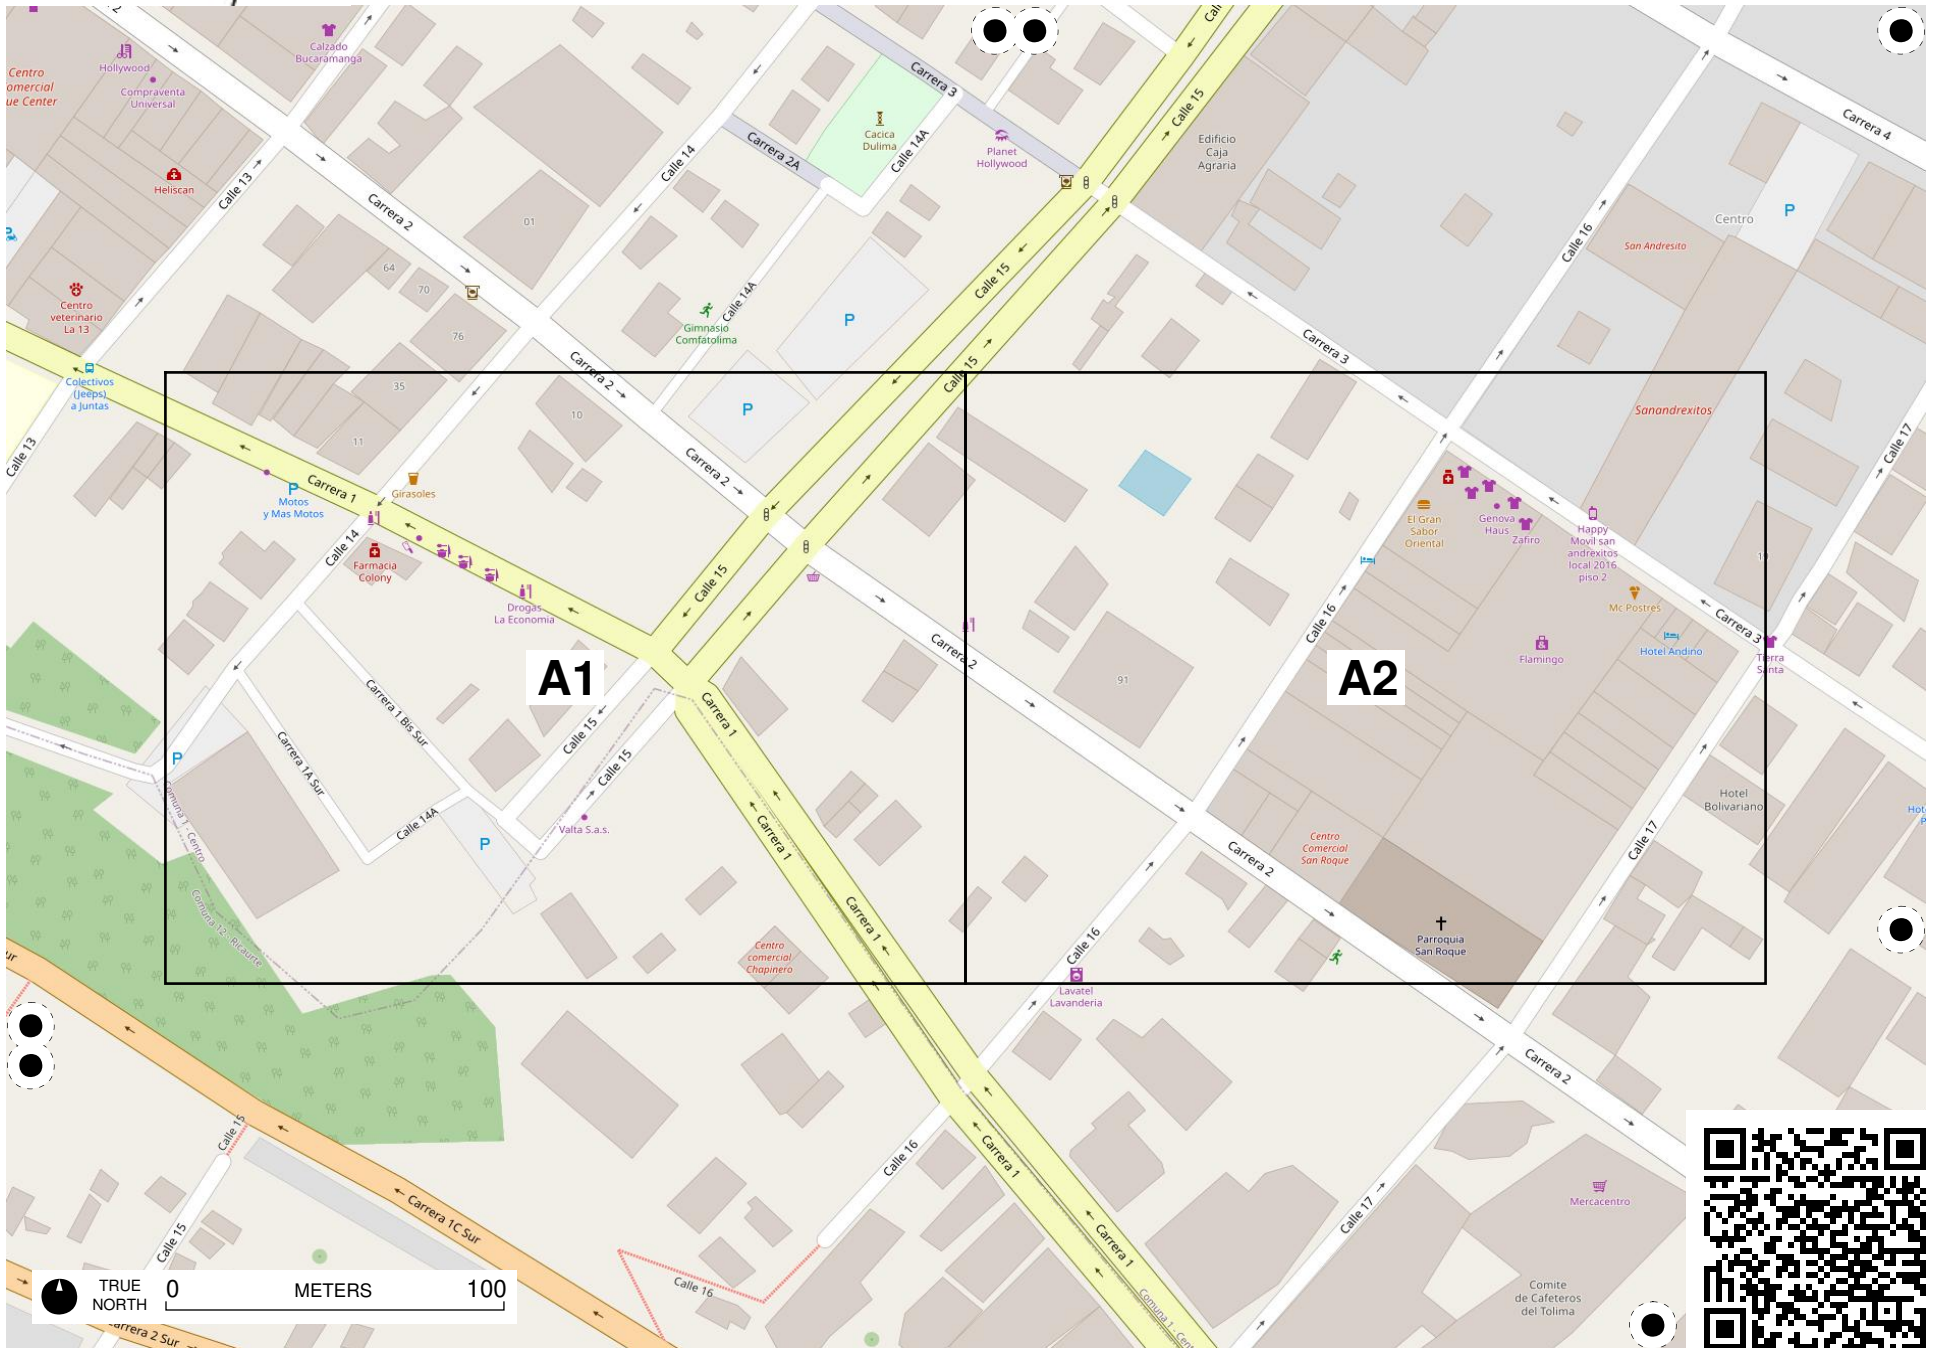 Centro
omercial
ue Center
Hollywood
Compraventa
Universal
Calzado
Bucaramanga
Heliscan
Calle 13
Carrera 2
Calle 14
Carrera 2A
Carrera 3
Cacica
Dulima
Calle 14A
Planet
Hollywood
Calle 15
Edificio
Caja
Agraria
Carrera 4
Centro
P
San Andresito
Calle 16
01
64
70
76
35
11
10
Centro
veterinario
La 13
Colectivos
(Jeeps)
a Juntas
Calle 13
Gimnasio
Comfatolima
Calle 14A
P
P
Calle 15
Calle 15
Carrera 2
Carrera 2
Carrera 3
Sanandrexitos
Calle 17
Carrera 1
P
Motos
y Mas Motos
Girasoles
Calle 14
Farmacia
Colony
Drogas
La Economia
Calle 15
El Gran
Sabor
Oriental
Genova
Haus
Zafiro
Happy
Movil san
andrexitos
local 2016
piso 2
Mc Postres
Carrera 3
Tierra
Santa
Hotel Andino
Flamingo
Calle 16
Carrera 2
91
A1
A2
Carrera 1 Bis Sur
Carrera 1A Sur
Calle 14A
Calle 15
Calle 15
Carrera 1
P
P
Valta S.a.s.
Comuna 1 - Centro
Comuna 12 - Ricaurte
Carrera 1
Carrera 1
Centro
comercial
Chapinero
Centro
Comercial
San Roque
Carrera 2
Hotel
Bolivariano
Calle 17
Parroquia
San Roque
Calle 16
Lavatel
Lavanderia
Carrera 2
Calle 15
Calle 15
Carrera 1C Sur
Calle 16
Calle 16
Carrera 1
Carrera 1
Calle 17
Mercacentro
Comite
de Cafeteros
del Tolima
TRUE
NORTH
0 METERS 100
arrera 2 Sur